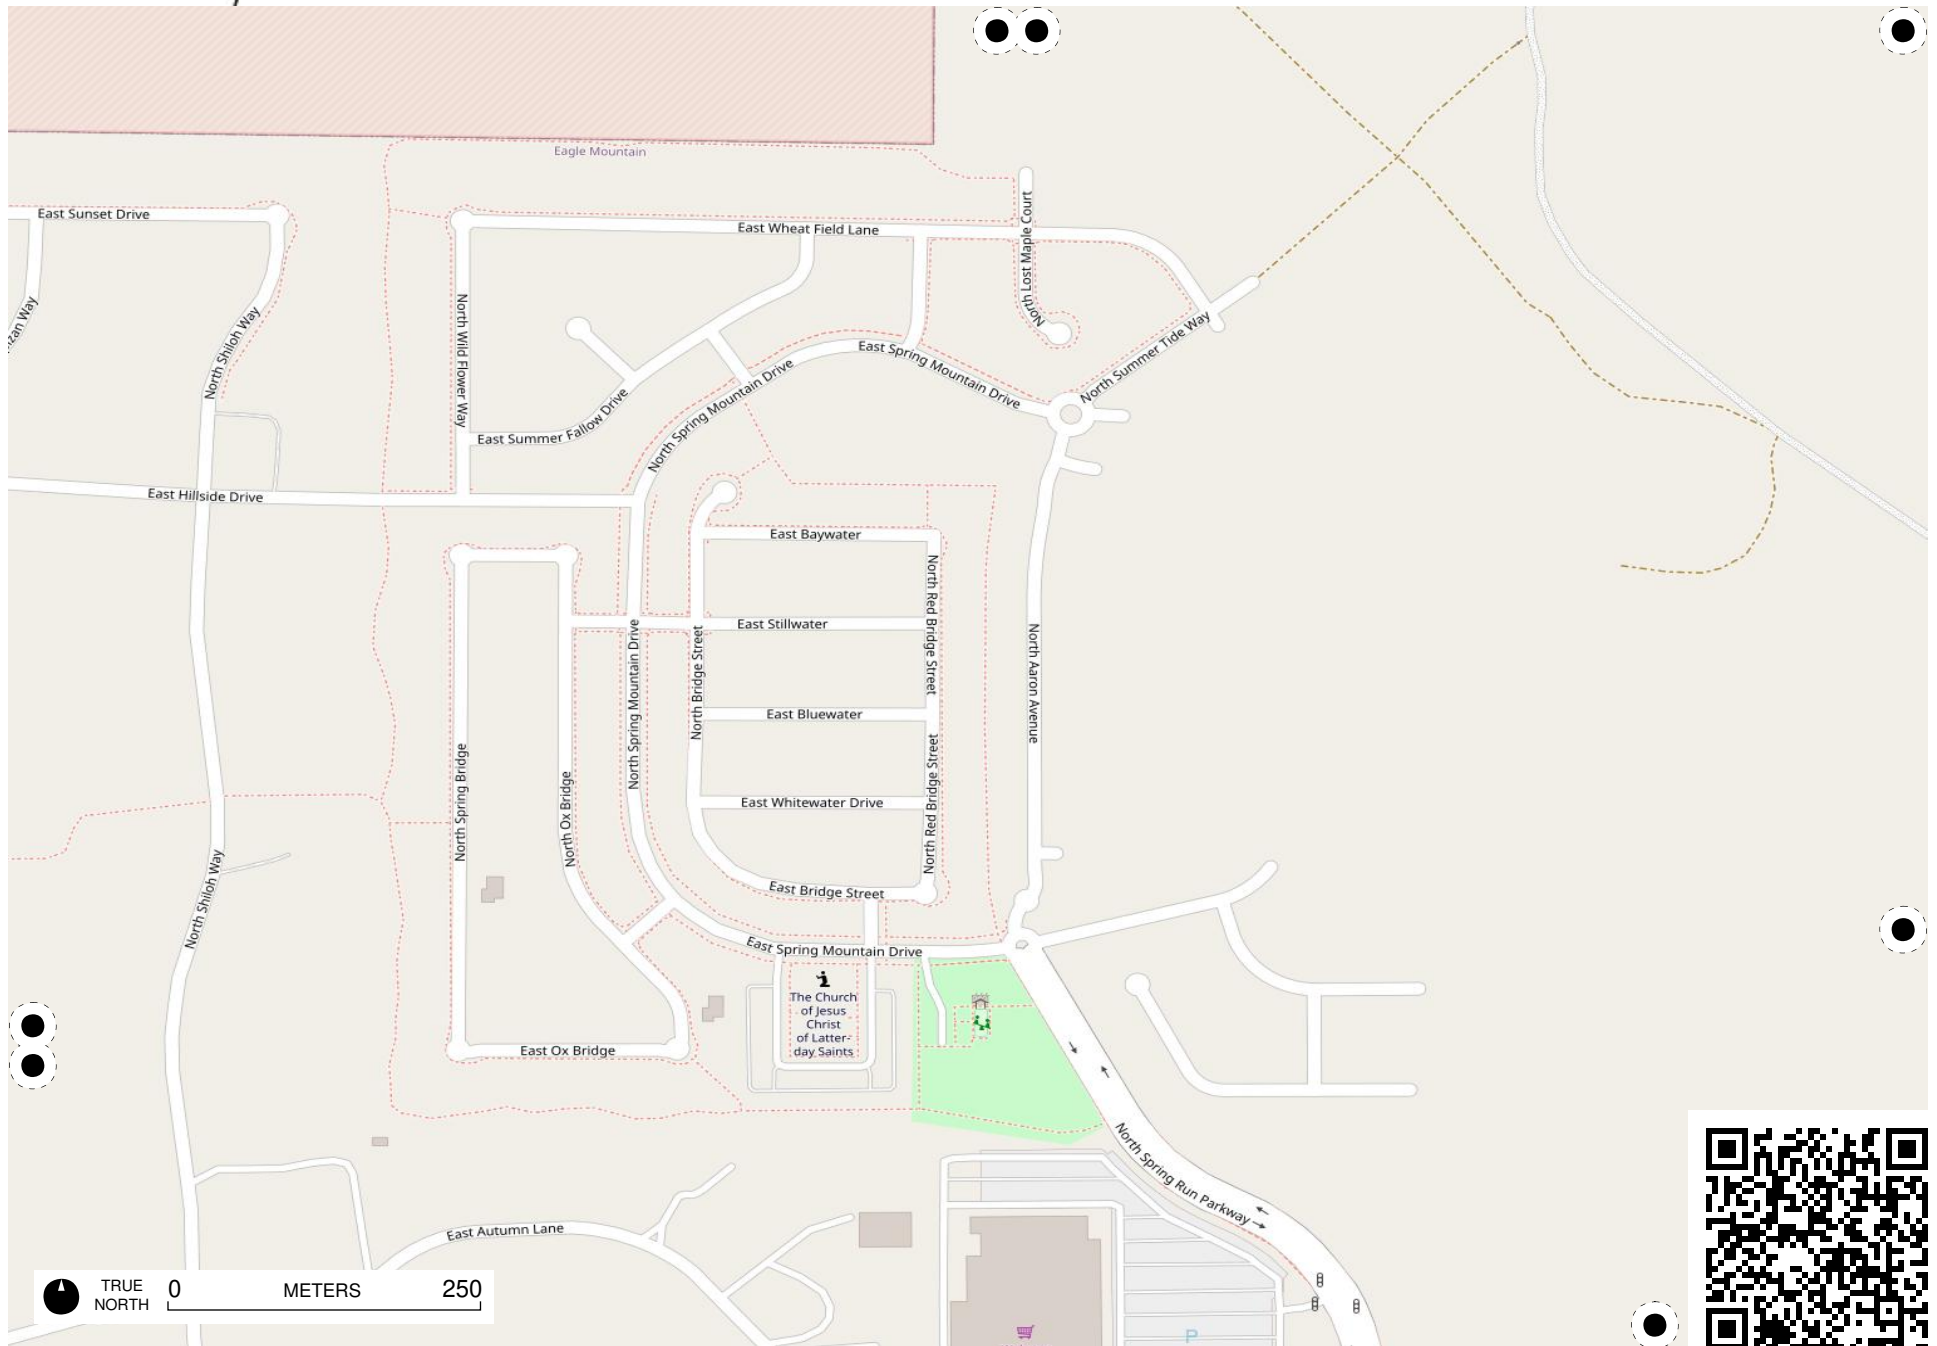 Eagle Mountain
East Sunset Drive
East Wheat Field Lane
North Lost Maple Court
North Shiloh Way
North Wild Flower Way
East Spring Mountain Drive
North Summer Tide Way
North Spring Mountain Drive
East Summer Fallow Drive
East Hillside Drive
East Baywater
North Red Bridge Street
East Stillwater
North Bridge Street
North Spring Mountain Drive
North Aaron Avenue
East Bluewater
North Spring Bridge
North Ox Bridge
East Whitewater Drive
North Red Bridge Street
North Shiloh Way
East Bridge Street
East Spring Mountain Drive
The Church
of Jesus
Christ
of Latter-
day Saints
East Ox Bridge
North Spring Run Parkway
East Autumn Lane
TRUE
NORTH
0 METERS 250
P